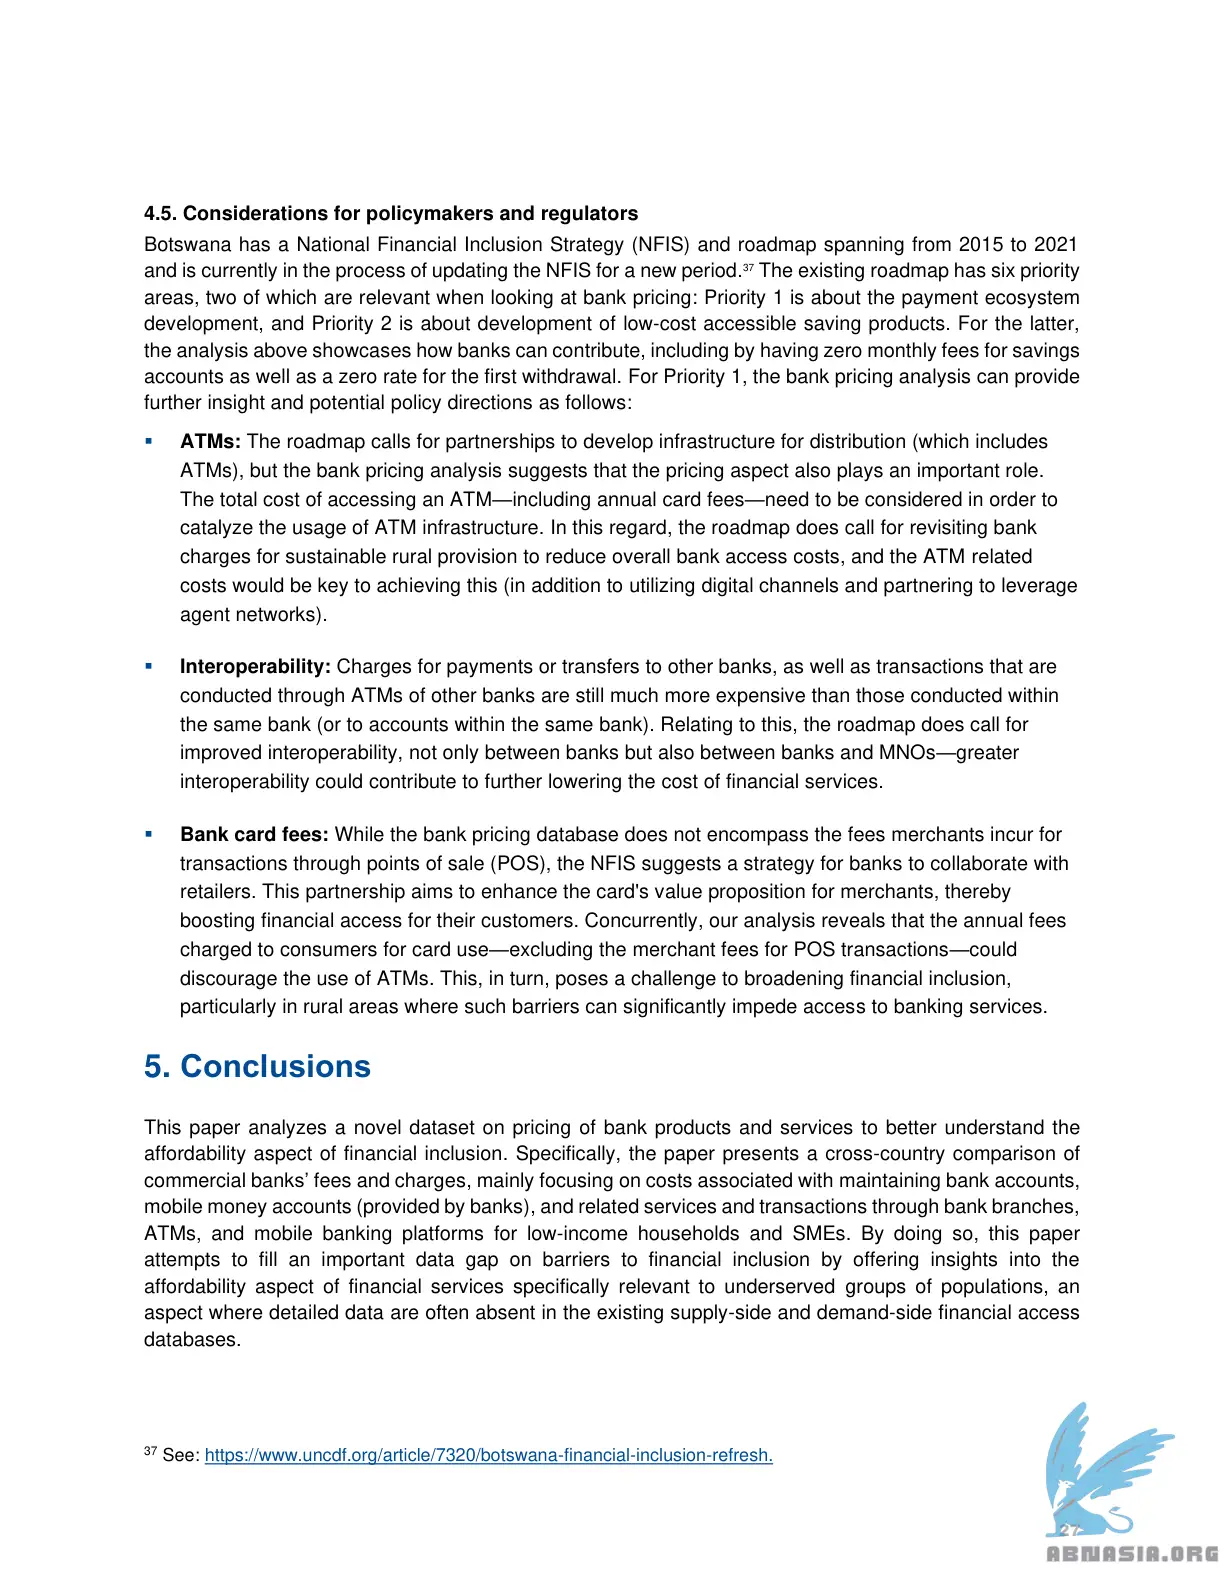 4.5. Considerations for policymakers and regulators
Botswana has a National Financial Inclusion Strategy (NFIS) and roadmap spanning from 2015 to 2021
and is currently in the process of updating the NFIS for a new period.37 The existing roadmap has six priority
areas, two of which are relevant when looking at bank pricing: Priority 1 is about the payment ecosystem
development, and Priority 2 is about development of low-cost accessible saving products. For the latter,
the analysis above showcases how banks can contribute, including by having zero monthly fees for savings
accounts as well as a zero rate for the first withdrawal. For Priority 1, the bank pricing analysis can provide
further insight and potential policy directions as follows:
▪ ATMs: The roadmap calls for partnerships to develop infrastructure for distribution (which includes
ATMs), but the bank pricing analysis suggests that the pricing aspect also plays an important role.
The total cost of accessing an ATM—including annual card fees—need to be considered in order to
catalyze the usage of ATM infrastructure. In this regard, the roadmap does call for revisiting bank
charges for sustainable rural provision to reduce overall bank access costs, and the ATM related
costs would be key to achieving this (in addition to utilizing digital channels and partnering to leverage
agent networks).
▪ Interoperability: Charges for payments or transfers to other banks, as well as transactions that are
conducted through ATMs of other banks are still much more expensive than those conducted within
the same bank (or to accounts within the same bank). Relating to this, the roadmap does call for
improved interoperability, not only between banks but also between banks and MNOs—greater
interoperability could contribute to further lowering the cost of financial services.
▪ Bank card fees: While the bank pricing database does not encompass the fees merchants incur for
transactions through points of sale (POS), the NFIS suggests a strategy for banks to collaborate with
retailers. This partnership aims to enhance the card's value proposition for merchants, thereby
boosting financial access for their customers. Concurrently, our analysis reveals that the annual fees
charged to consumers for card use—excluding the merchant fees for POS transactions—could
discourage the use of ATMs. This, in turn, poses a challenge to broadening financial inclusion,
particularly in rural areas where such barriers can significantly impede access to banking services.
5. Conclusions
This paper analyzes a novel dataset on pricing of bank products and services to better understand the
affordability aspect of financial inclusion. Specifically, the paper presents a cross-country comparison of
commercial banks’ fees and charges, mainly focusing on costs associated with maintaining bank accounts,
mobile money accounts (provided by banks), and related services and transactions through bank branches,
ATMs, and mobile banking platforms for low-income households and SMEs. By doing so, this paper
attempts to fill an important data gap on barriers to financial inclusion by offering insights into the
affordability aspect of financial services specifically relevant to underserved groups of populations, an
aspect where detailed data are often absent in the existing supply-side and demand-side financial access
databases.
37 See: https://www.uncdf.org/article/7320/botswana-financial-inclusion-refresh.
27
ABNASIA.ORG